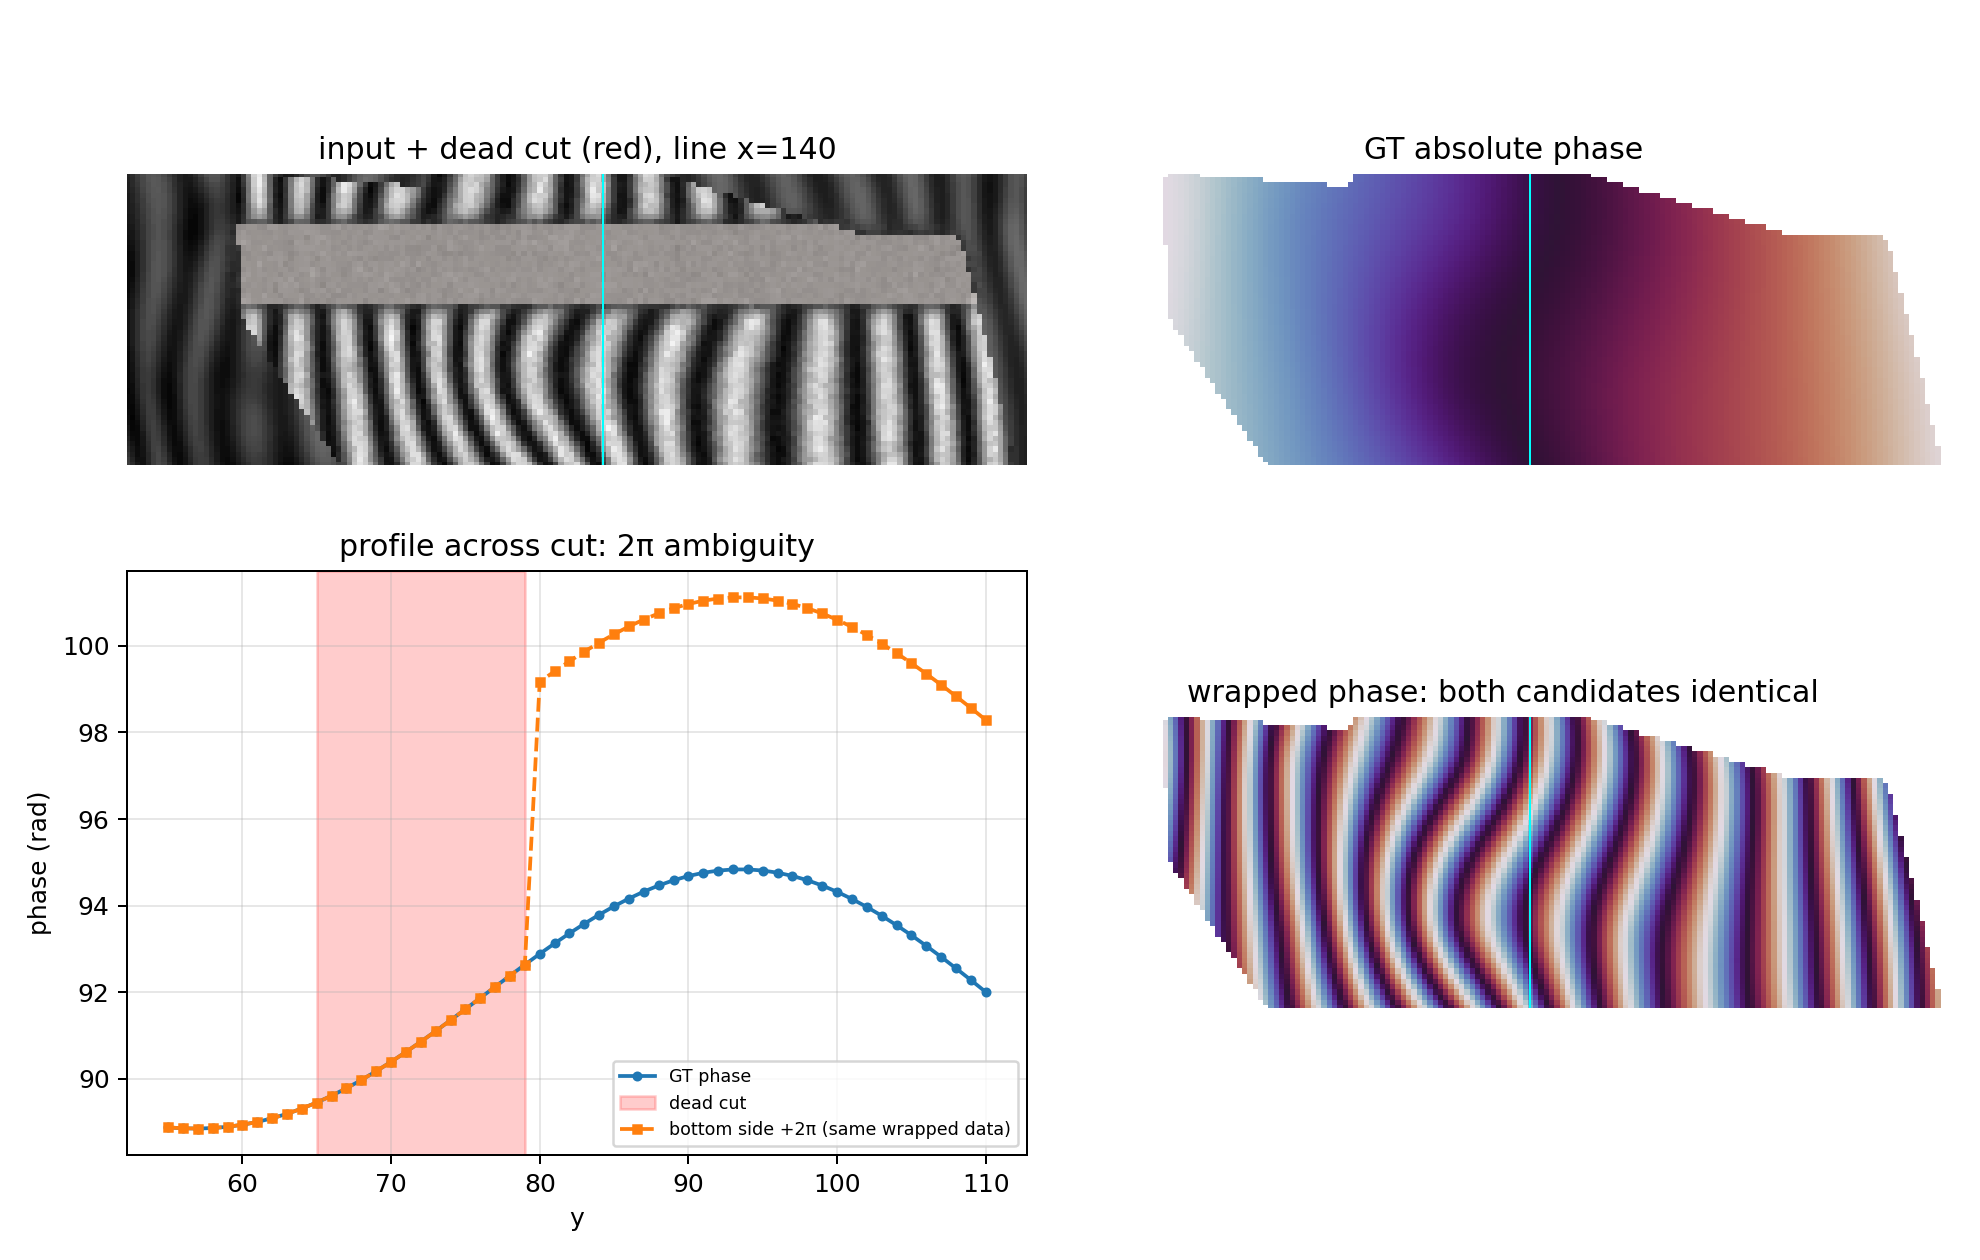 input + dead cut (red), line x=140
GT absolute phase
profile across cut: 2π ambiguity
phase (rad)
100
98
96
94
92
90
60
70
80
90
100
110
y
GT phase
dead cut
bottom side +2π (same wrapped data)
wrapped phase: both candidates identical